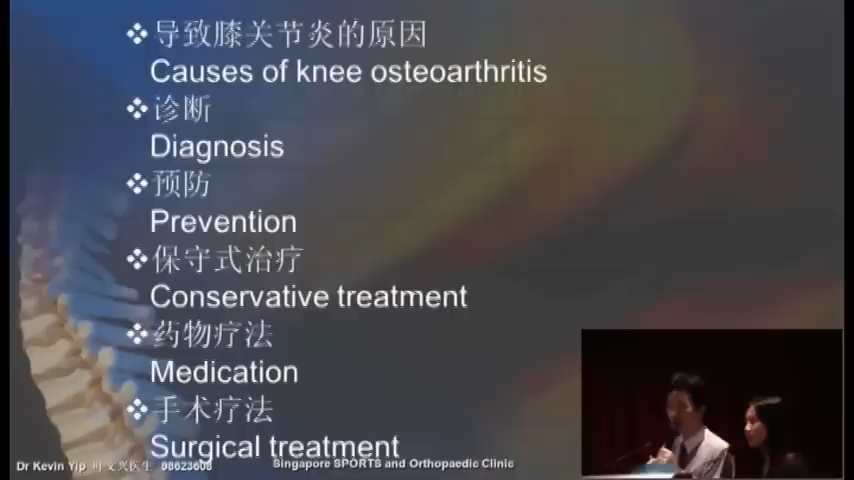 ❖导致膝关节炎的原因
Causes of knee osteoarthritis
❖诊断
Diagnosis
❖预防
Prevention
❖保守式治疗
Conservative treatment
❖药物疗法
Medication
❖手术疗法
Surgical treatment
Dr Kevin Yip 叶文兴医生 98623608 Singapore SPORTS and Orthopaedic Clinic